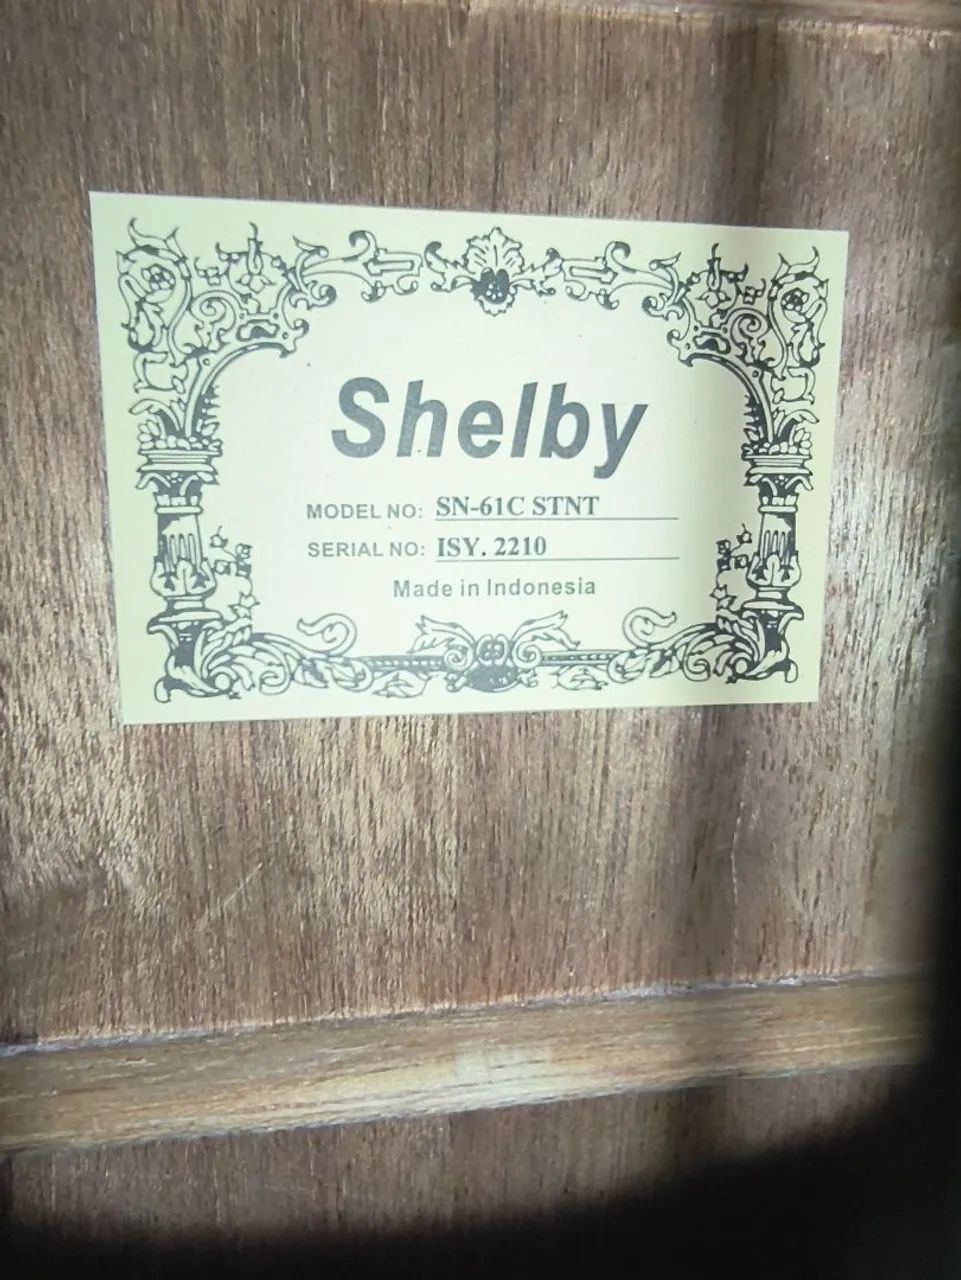 Shelby
MODEL NO: SN-61C STNT
SERIAL NO: ISY. 2210
Made in Indonesia